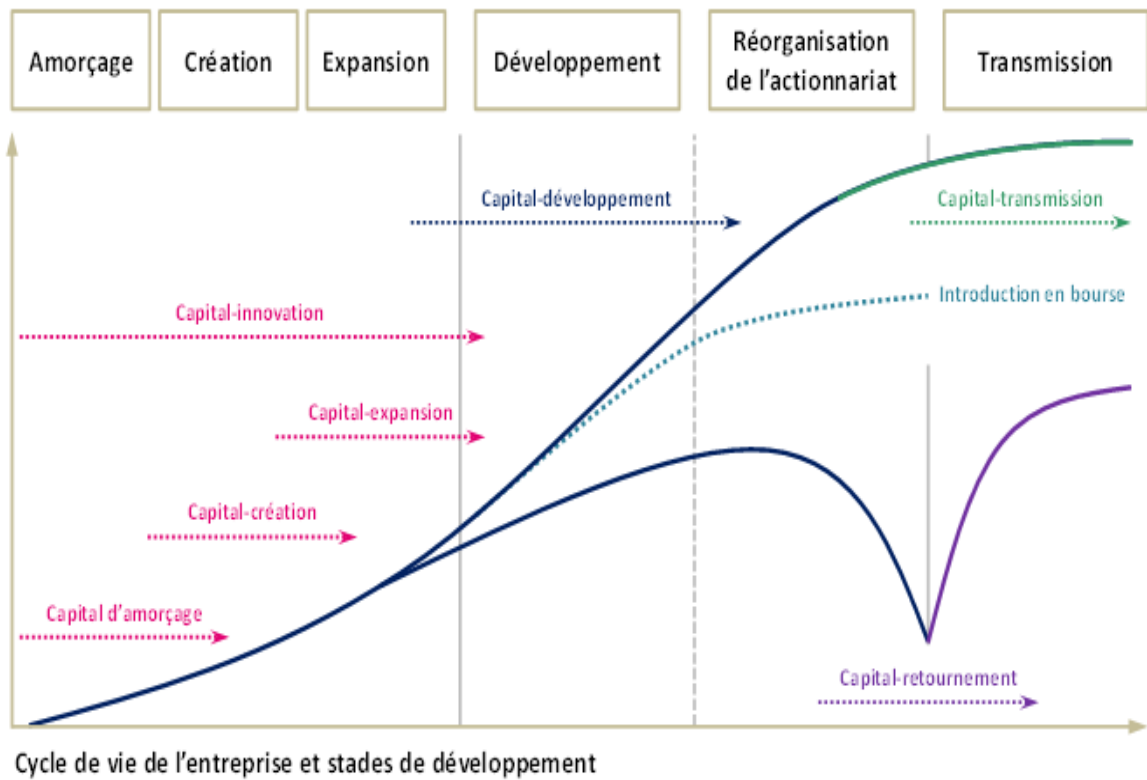 Amorçage
Création
Expansion
Développement
Réorganisation
de l'actionnariat
Transmission
Capital-développement
Capital-transmission
Introduction en bourse
Capital-innovation
Capital-expansion
Capital-création
Capital d'amorçage
Capital-retournement
Cycle de vie de l'entreprise et stades de développement